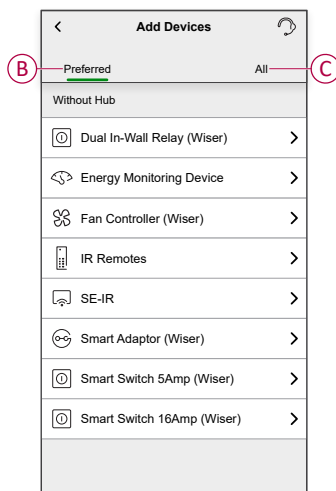 Add Devices
B
Preferred
All
C
Without Hub
Dual In-Wall Relay (Wiser)
Energy Monitoring Device
Fan Controller (Wiser)
IR Remotes
SE-IR
Smart Adaptor (Wiser)
Smart Switch 5Amp (Wiser)
Smart Switch 16Amp (Wiser)